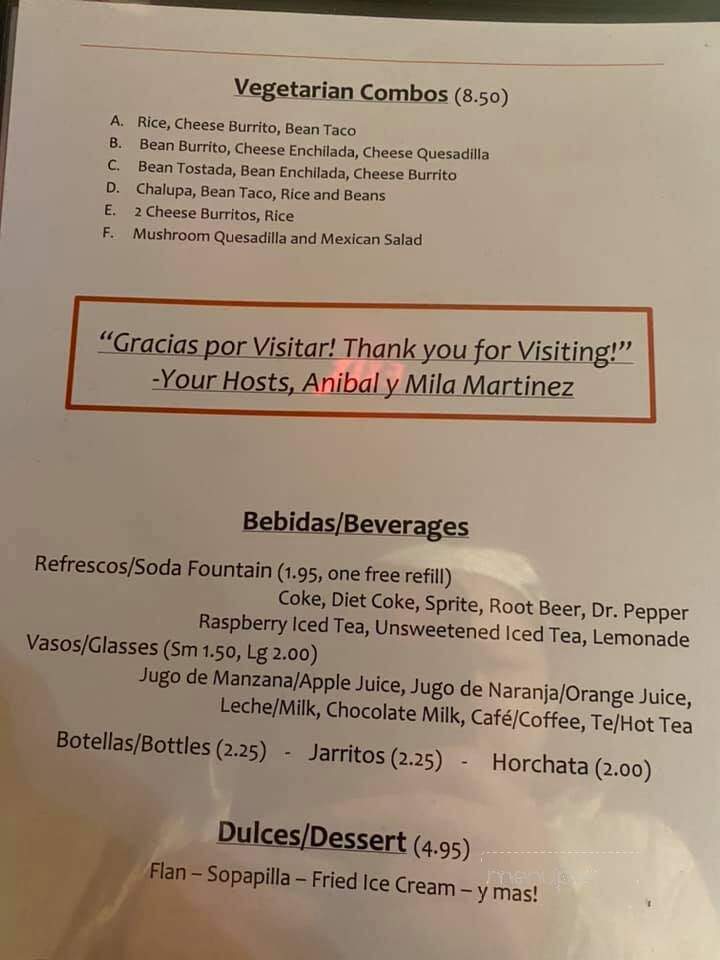 Vegetarian Combos (8.50)
A. Rice, Cheese Burrito, Bean Taco
B. Bean Burrito, Cheese Enchilada, Cheese Quesadilla
C. Bean Tostada, Bean Enchilada, Cheese Burrito
D. Chalupa, Bean Taco, Rice and Beans
E. 2 Cheese Burritos, Rice
F. Mushroom Quesadilla and Mexican Salad
“Gracias por Visitar! Thank you for Visiting!”
-Your Hosts, Anibal y Mila Martinez
Bebidas/Beverages
Refrescos/Soda Fountain (1.95, one free refill)
Coke, Diet Coke, Sprite, Root Beer, Dr. Pepper
Raspberry Iced Tea, Unsweetened Iced Tea, Lemonade
Vasos/Glasses (Sm 1.50, Lg 2.00)
Jugo de Manzana/Apple Juice, Jugo de Naranja/Orange Juice,
Leche/Milk, Chocolate Milk, Café/Coffee, Te/Hot Tea
Botellas/Bottles (2.25) - Jarritos (2.25) - Horchata (2.00)
Dulces/Dessert (4.95)
Flan – Sopapilla – Fried Ice Cream – y mas!